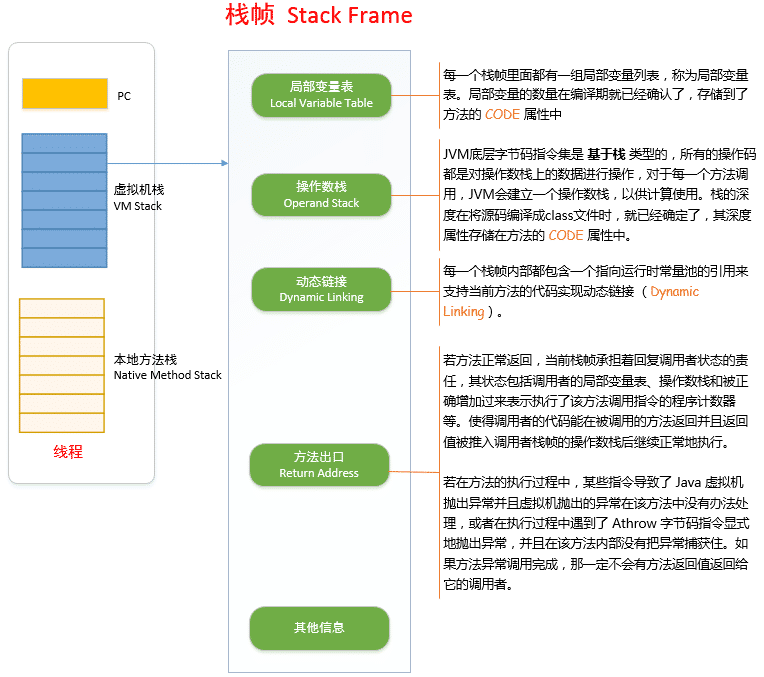 栈帧 Stack Frame
PC
虚拟机栈
VM Stack
本地方法栈
Native Method Stack
线程
局部变量表
Local Variable Table
每一个栈帧里面都有一组局部变量列表，称为局部变量
表。局部变量的数量在编译期就已经确认了，存储到了
方法的 CODE 属性中
操作数栈
Operand Stack
JVM底层字节码指令集是 基于栈 类型的，所有的操作码
都是对操作数栈上的数据进行操作，对于每一个方法调
用，JVM会建立一个操作数栈，以供计算使用。栈的深
度在将源码编译成class文件时，就已经确定了，其深度
属性存储在方法的 CODE 属性中。
动态链接
Dynamic Linking
每一个栈帧内部都包含一个指向运行时常量池的引用来
支持当前方法的代码实现动态链接 （Dynamic
Linking）。
方法出口
Return Address
若方法正常返回，当前栈帧承担着回复调用者状态的责
任，其状态包括调用者的局部变量表、操作数栈和被正
确增加过来表示执行了该方法调用指令的程序计数器
等。使得调用者的代码能在被调用的方法返回并且返回
值被推入调用者栈帧的操作数栈后继续正常地执行。
若在方法的执行过程中，某些指令导致了 Java 虚拟机
抛出异常并且虚拟机抛出的异常在该方法中没有办法处
理，或者在执行过程中遇到了 Athrow 字节码指令显式
地抛出异常，并且在该方法内部没有把异常捕获住。如
果方法异常调用完成，那一定不会有方法返回值返回给
它的调用者。
其他信息